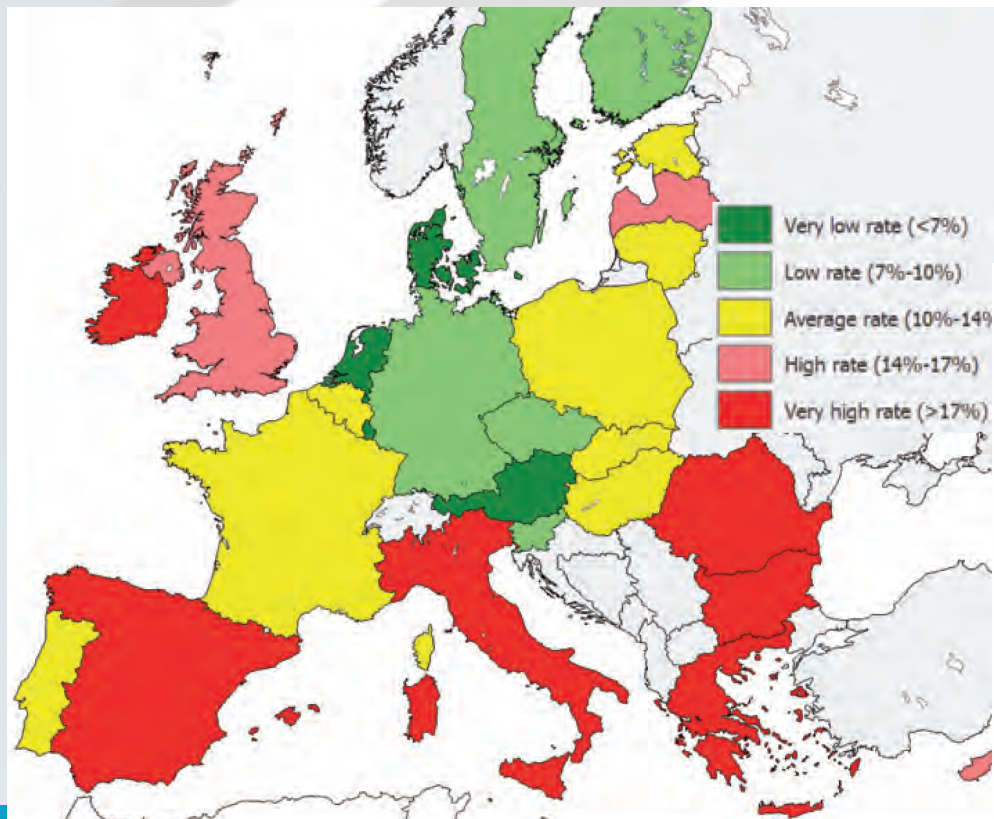 Very low rate (<7%)
Low rate (7%-10%)
Average rate (10%-14%
High rate (14%-17%)
Very high rate (>17%)